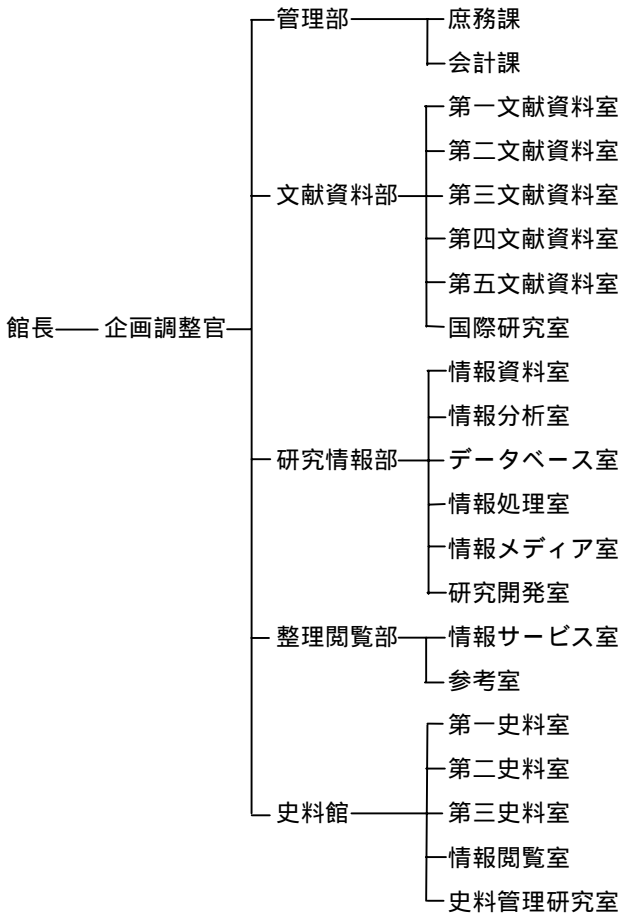 管理部
庶務課
会計課
第一文献資料室
第二文献資料室
文献資料部
第三文献資料室
第四文献資料室
第五文献資料室
館長
企画調整官
国際研究室
情報資料室
情報分析室
研究情報部
データベース室
情報処理室
情報メディア室
研究開発室
整理閲覧部
情報サービス室
参考室
第一史料室
第二史料室
史料館
第三史料室
情報閲覧室
史料管理研究室